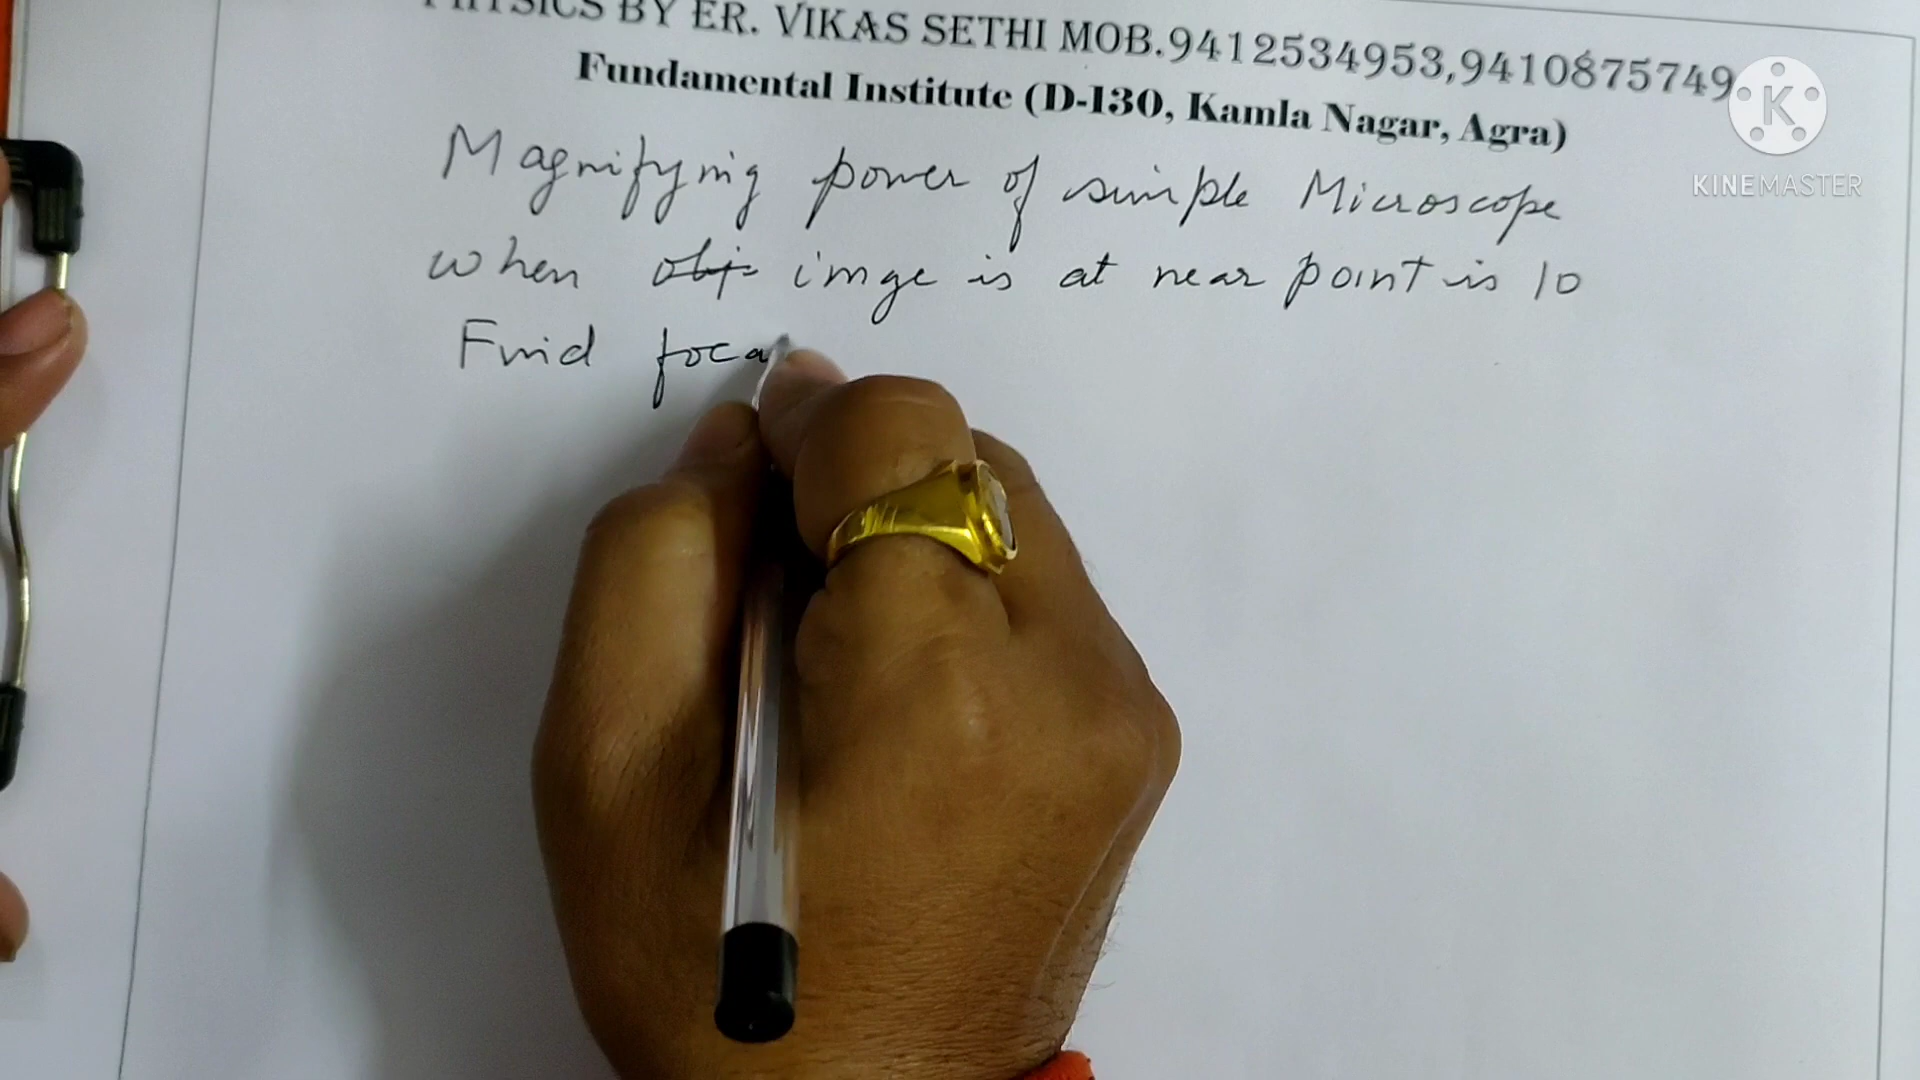 PHYSICS BY ER. VIKAS SETHI MOB.9412534953,9410875749
Fundamental Institute (D-130, Kamla Nagar, Agra)
K
KINEMASTER
Magnifying power of simple Microscope
when obj imge is at near point is 10
Find foca